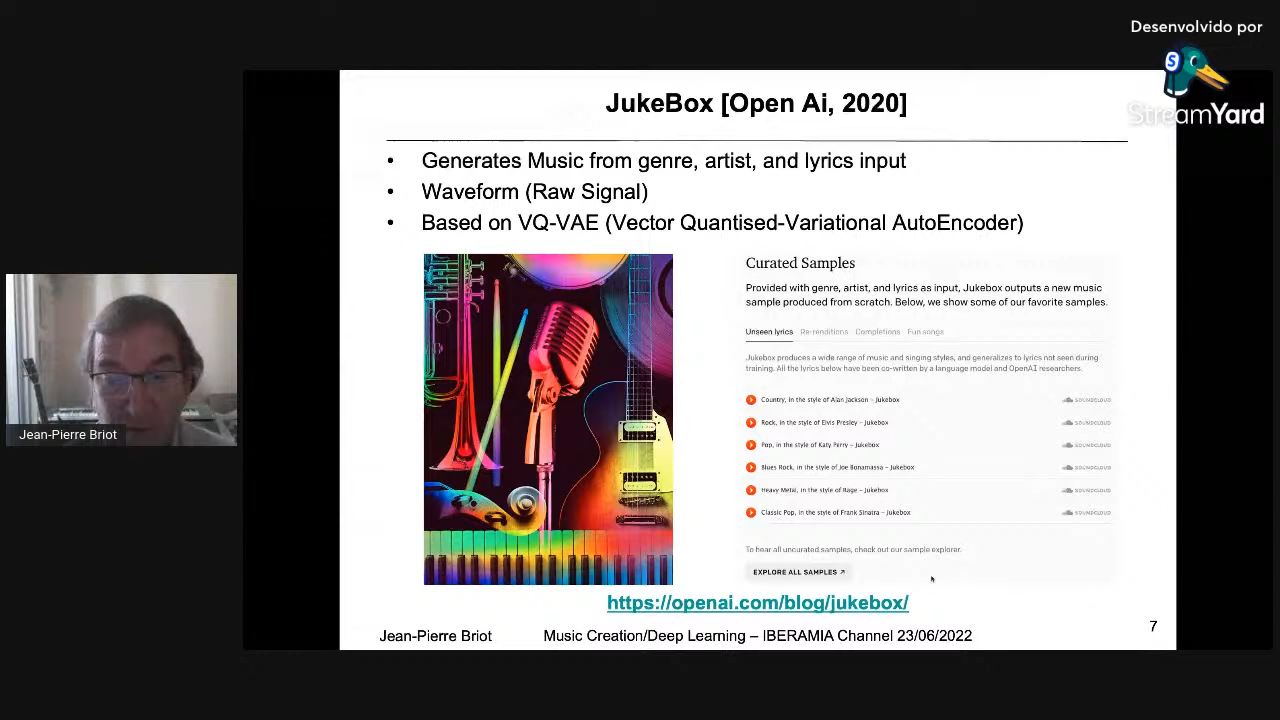 Desenvolvido por
StreamYard
JukeBox [Open Ai, 2020]
• Generates Music from genre, artist, and lyrics input
• Waveform (Raw Signal)
• Based on VQ-VAE (Vector Quantised-Variational AutoEncoder)
Curated Samples
Provided with genre, artist, and lyrics as input, Jukebox outputs a new music
sample produced from scratch. Below, we show some of our favorite samples.
Unseen lyrics Re-renditions Completions Fun songs
Jukebox produces a wide range of music and singing styles, and generalizes to lyrics not seen during
training. All the lyrics below have been co-written by a language model and OpenAI researchers.
Country, in the style of Alan Jackson – Jukebox SOUNDCLOUD
Rock, in the style of Elvis Presley – Jukebox SOUNDCLOUD
Pop, in the style of Katy Perry – Jukebox SOUNDCLOUD
Blues Rock, in the style of Joe Bonamassa – Jukebox SOUNDCLOUD
Heavy Metal, in the style of Rage – Jukebox SOUNDCLOUD
Classic Pop, in the style of Frank Sinatra – Jukebox SOUNDCLOUD
To hear all uncurated samples, check out our sample explorer.
EXPLORE ALL SAMPLES ↗
https://openai.com/blog/jukebox/
Jean-Pierre Briot Music Creation/Deep Learning – IBERAMIA Channel 23/06/2022 7
Jean-Pierre Briot